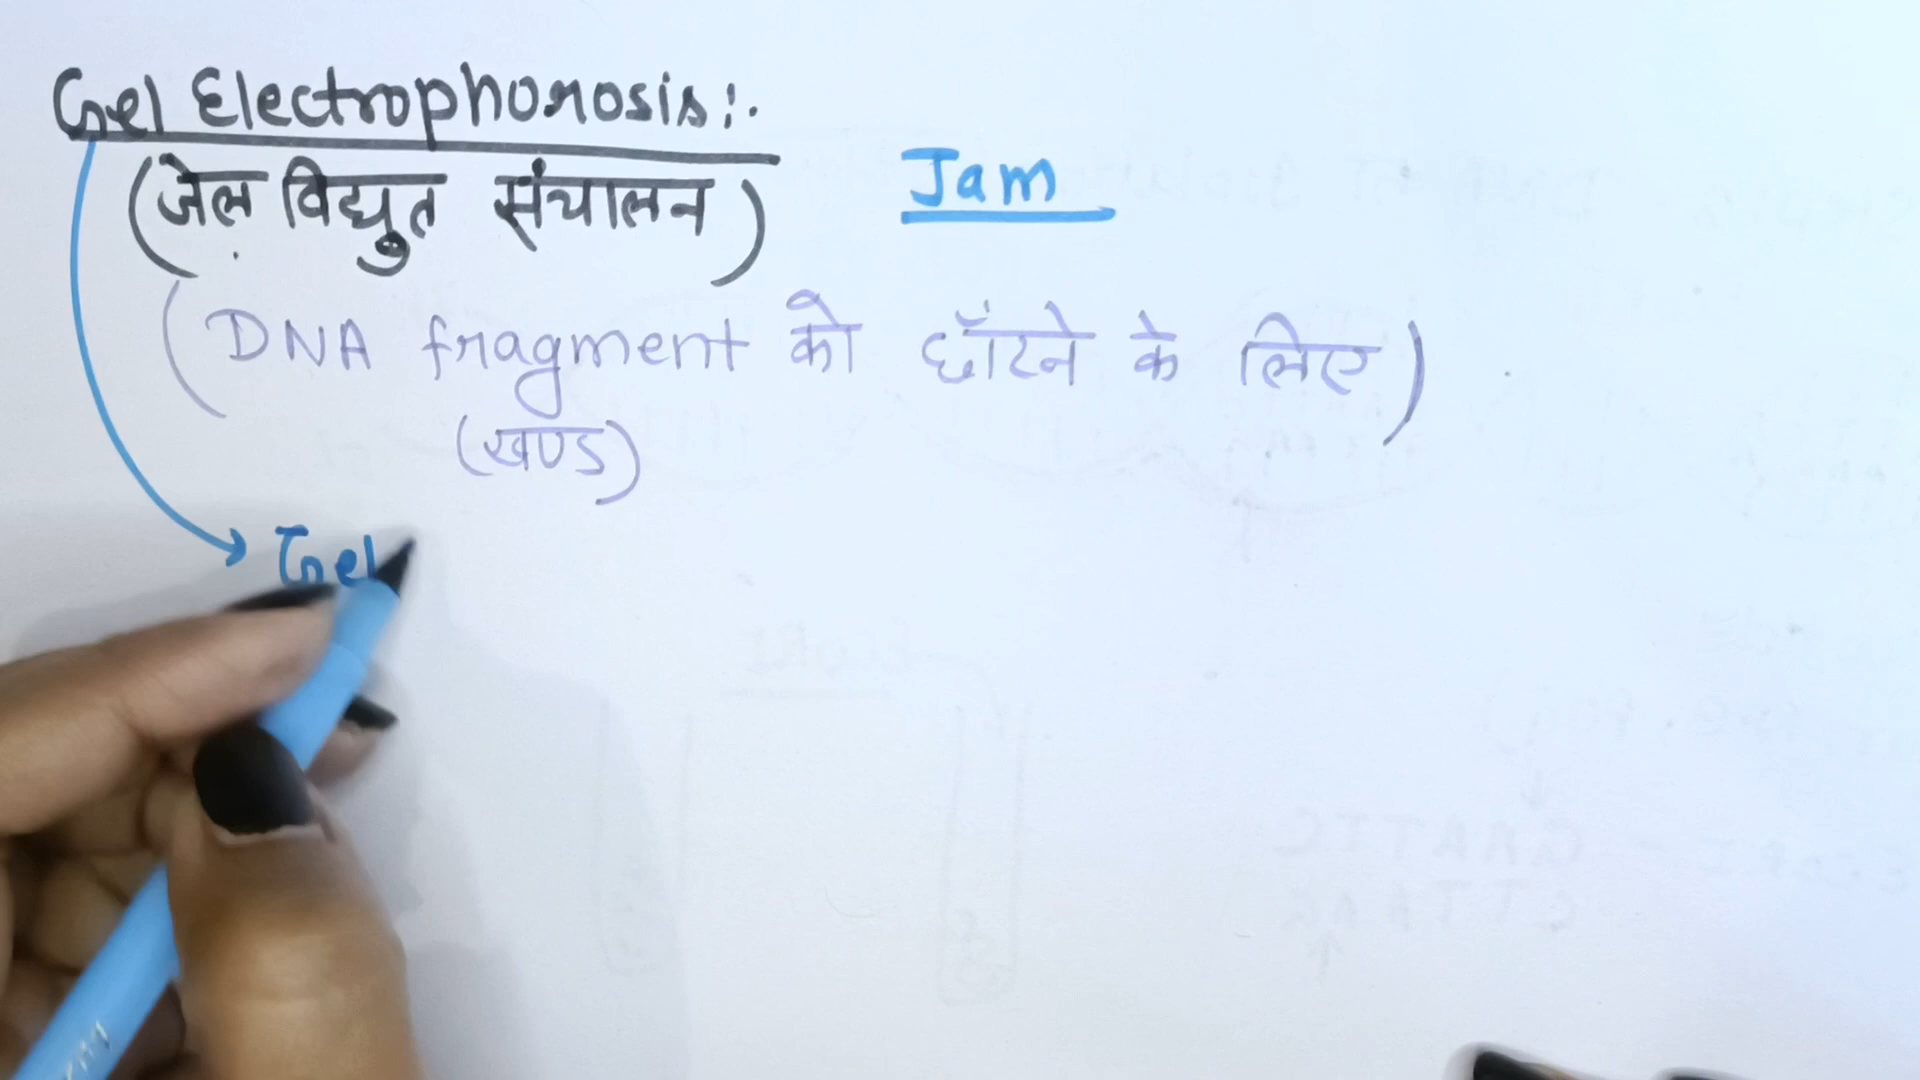 Gel Electrophorosis:-
(जेल विद्युत संचालन)
Jam
(DNA fragment को छाँटने के लिए)
(खण्ड)
Gel